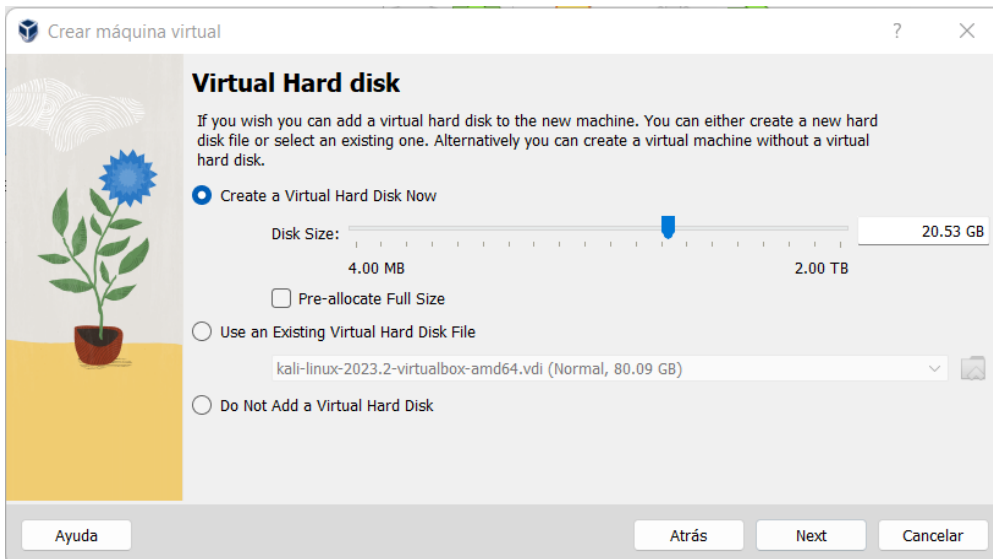 Crear máquina virtual
Virtual Hard disk
If you wish you can add a virtual hard disk to the new machine. You can either create a new hard
disk file or select an existing one. Alternatively you can create a virtual machine without a virtual
hard disk.
Create a Virtual Hard Disk Now
Disk Size:
20.53 GB
4.00 MB
2.00 TB
Pre-allocate Full Size
Use an Existing Virtual Hard Disk File
kali-linux-2023.2-virtualbox-amd64.vdi (Normal, 80.09 GB)
Do Not Add a Virtual Hard Disk
Ayuda
Atrás
Next
Cancelar